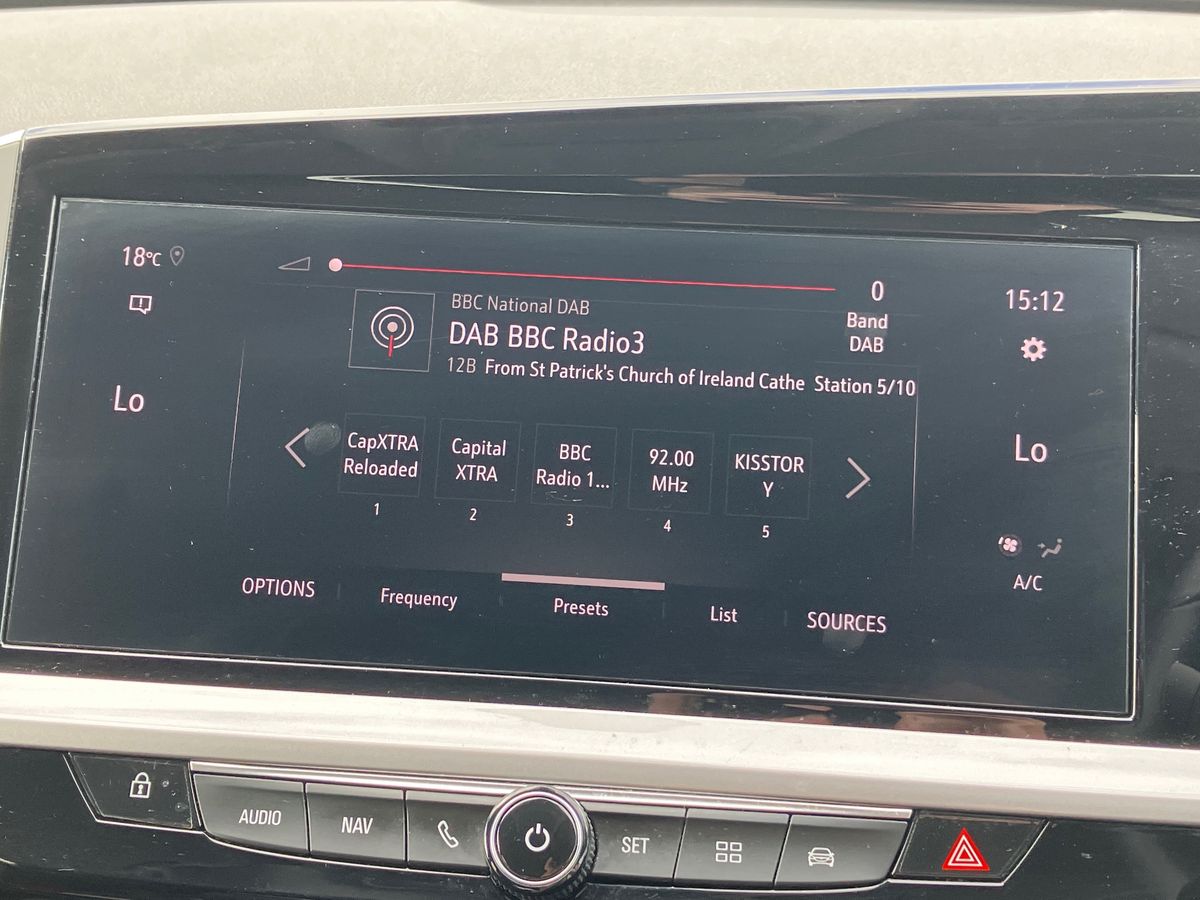 18°C
0
15:12
BBC National DAB
DAB BBC Radio3
Band
DAB
12B From St Patrick's Church of Ireland Cathe Station 5/10
Lo
Lo
CapXTRA
Reloaded
1
Capital
XTRA
2
BBC
Radio 1...
3
92.00
MHz
4
KISSTOR
Y
5
A/C
OPTIONS
Frequency
Presets
List
SOURCES
AUDIO
NAV
SET